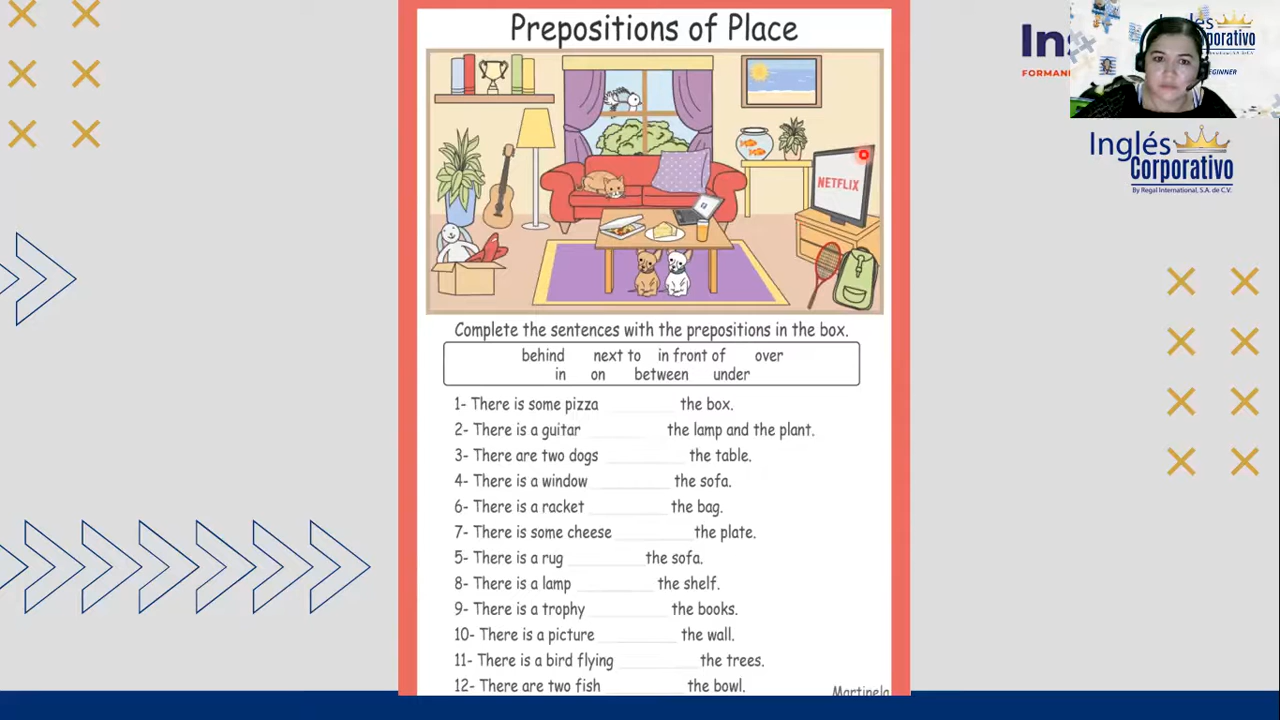 Prepositions of Place
NETFLIX
Complete the sentences with the prepositions in the box.
behind next to in front of over
in on between under
1- There is some pizza the box.
2- There is a guitar the lamp and the plant.
3- There are two dogs the table.
4- There is a window the sofa.
6- There is a racket the bag.
7- There is some cheese the plate.
5- There is a rug the sofa.
8- There is a lamp the shelf.
9- There is a trophy the books.
10- There is a picture the wall.
11- There is a bird flying the trees.
12- There are two fish the bowl.
Martinela
Ins
FORMAN
orporativo
EGINNER
Inglés
Corporativo
By Regal International, S.A. de C.V.